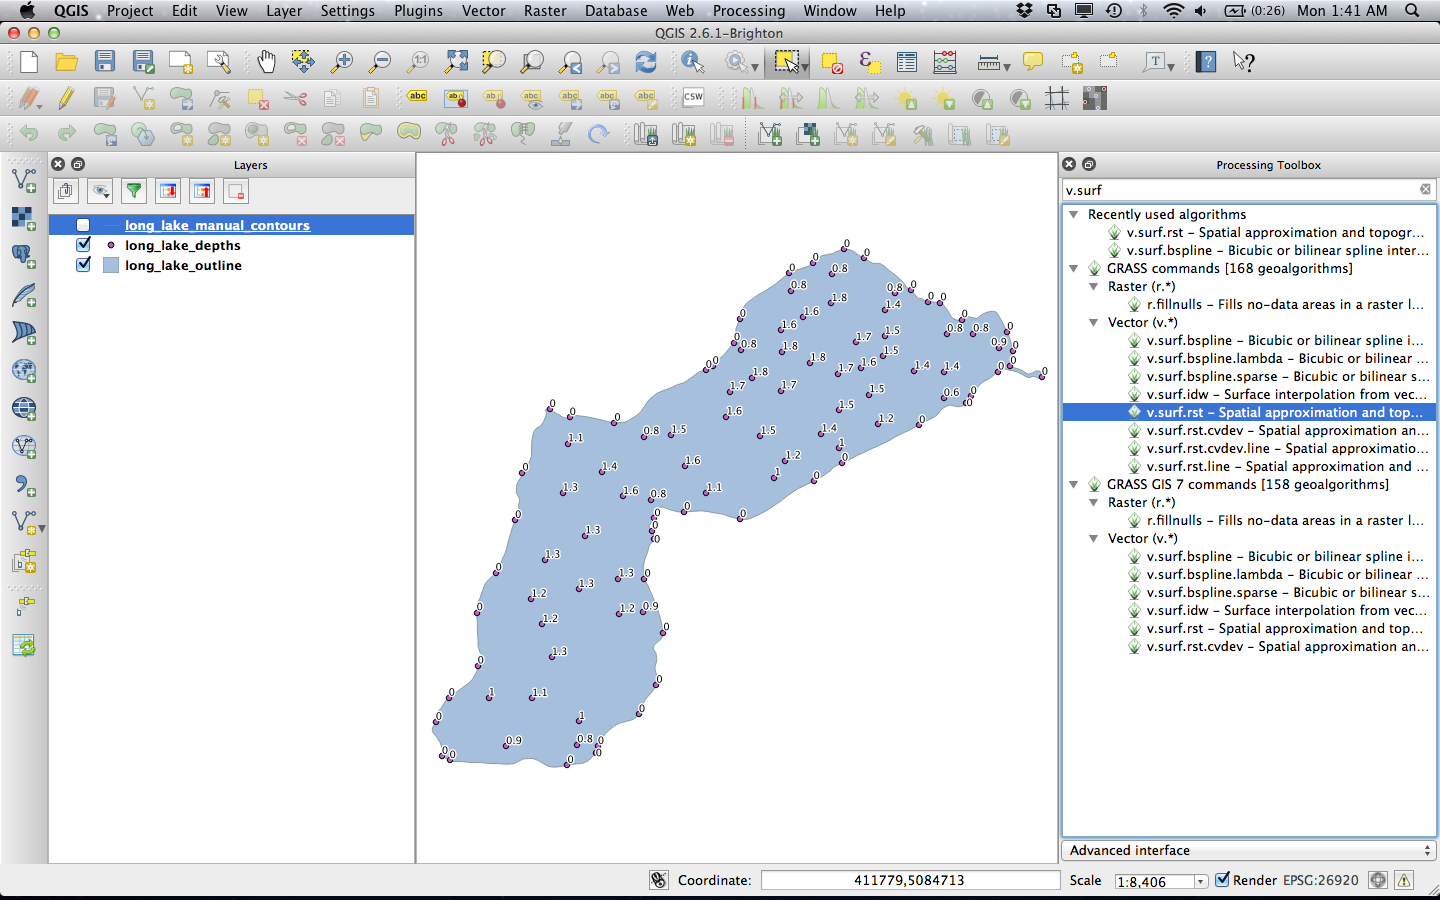 QGIS Project Edit View Layer Settings Plugins Vector Raster Database Web Processing Window Help (0:26) Mon 1:41 AM
QGIS 2.6.1-Brighton
Layers
long_lake_manual_contours
long_lake_depths
long_lake_outline
Processing Toolbox
v.surf
Recently used algorithms
v.surf.rst – Spatial approximation and topogr...
v.surf.bspline – Bicubic or bilinear spline inter...
GRASS commands [168 geoalgorithms]
Raster (r.*)
r.fillnulls – Fills no-data areas in a raster l...
Vector (v.*)
v.surf.bspline – Bicubic or bilinear spline i...
v.surf.bspline.lambda – Bicubic or bilinear ...
v.surf.bspline.sparse – Bicubic or bilinear s...
v.surf.idw – Surface interpolation from vec...
v.surf.rst – Spatial approximation and top...
v.surf.rst.cvdev – Spatial approximation an...
v.surf.rst.cvdev.line – Spatial approximatio...
v.surf.rst.line – Spatial approximation and ...
GRASS GIS 7 commands [158 geoalgorithms]
Raster (r.*)
r.fillnulls – Fills no-data areas in a raster l...
Vector (v.*)
v.surf.bspline – Bicubic or bilinear spline i...
v.surf.bspline.lambda – Bicubic or bilinear ...
v.surf.bspline.sparse – Bicubic or bilinear s...
v.surf.idw – Surface interpolation from vec...
v.surf.rst – Spatial approximation and top...
v.surf.rst.cvdev – Spatial approximation an...
Advanced interface
0
0 0
0 0.8
0.8 0.8 0
1.8 1.4 0 0
0 1.6 0
1.6 1.5 0.8 0.8 0
0 0.8 1.7 0.9 0
1.8 1.5
0 0 1.8 1.6 0
1.8 1.7 1.4 1.4 0 0
1.7 1.7 1.5 0.6 0
0 0 0 1.6 1.5 1.2 0 0
1.1 0.8 1.5 1.5 1.4 1
0 1.4 1.6 1.2 0
1.3 1.6 0.8 1.1 1 0
0 0 0 0
1.3 0
0
1.3
0 1.3 1.3 0
0 1.2 1.2 0.9
1.2 0
0 1.3
0
0 1 1.1
0 1 0
0 0 0.9 0.8 0
0 0
Coordinate: 411779,5084713 Scale 1:8,406 Render EPSG:26920